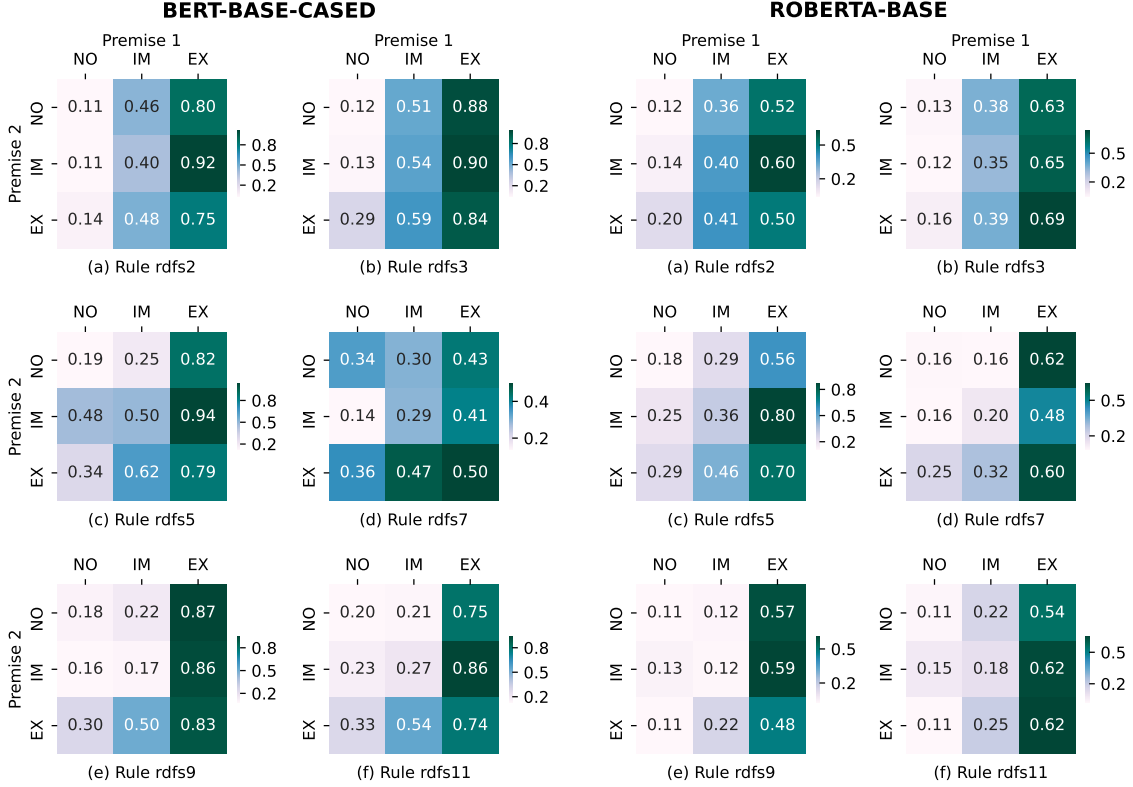 BERT-BASE-CASED
ROBERTA-BASE
Premise 1
Premise 1
Premise 1
Premise 1
NO IM EX
NO IM EX
NO IM EX
NO IM EX
Premise 2
NO 0.11 0.46 0.80
IM 0.11 0.40 0.92
EX 0.14 0.48 0.75
0.8
0.5
0.2
(a) Rule rdfs2
NO 0.12 0.51 0.88
IM 0.13 0.54 0.90
EX 0.29 0.59 0.84
0.8
0.5
0.2
(b) Rule rdfs3
NO 0.12 0.36 0.52
IM 0.14 0.40 0.60
EX 0.20 0.41 0.50
0.5
0.2
(a) Rule rdfs2
NO 0.13 0.38 0.63
IM 0.12 0.35 0.65
EX 0.16 0.39 0.69
0.5
0.2
(b) Rule rdfs3
NO IM EX
NO IM EX
NO IM EX
NO IM EX
Premise 2
NO 0.19 0.25 0.82
IM 0.48 0.50 0.94
EX 0.34 0.62 0.79
0.8
0.5
0.2
(c) Rule rdfs5
NO 0.34 0.30 0.43
IM 0.14 0.29 0.41
EX 0.36 0.47 0.50
0.4
0.2
(d) Rule rdfs7
NO 0.18 0.29 0.56
IM 0.25 0.36 0.80
EX 0.29 0.46 0.70
0.8
0.5
0.2
(c) Rule rdfs5
NO 0.16 0.16 0.62
IM 0.16 0.20 0.48
EX 0.25 0.32 0.60
0.5
0.2
(d) Rule rdfs7
NO IM EX
NO IM EX
NO IM EX
NO IM EX
Premise 2
NO 0.18 0.22 0.87
IM 0.16 0.17 0.86
EX 0.30 0.50 0.83
0.8
0.5
0.2
(e) Rule rdfs9
NO 0.20 0.21 0.75
IM 0.23 0.27 0.86
EX 0.33 0.54 0.74
0.8
0.5
0.2
(f) Rule rdfs11
NO 0.11 0.12 0.57
IM 0.13 0.12 0.59
EX 0.11 0.22 0.48
0.5
0.2
(e) Rule rdfs9
NO 0.11 0.22 0.54
IM 0.15 0.18 0.62
EX 0.11 0.25 0.62
0.5
0.2
(f) Rule rdfs11